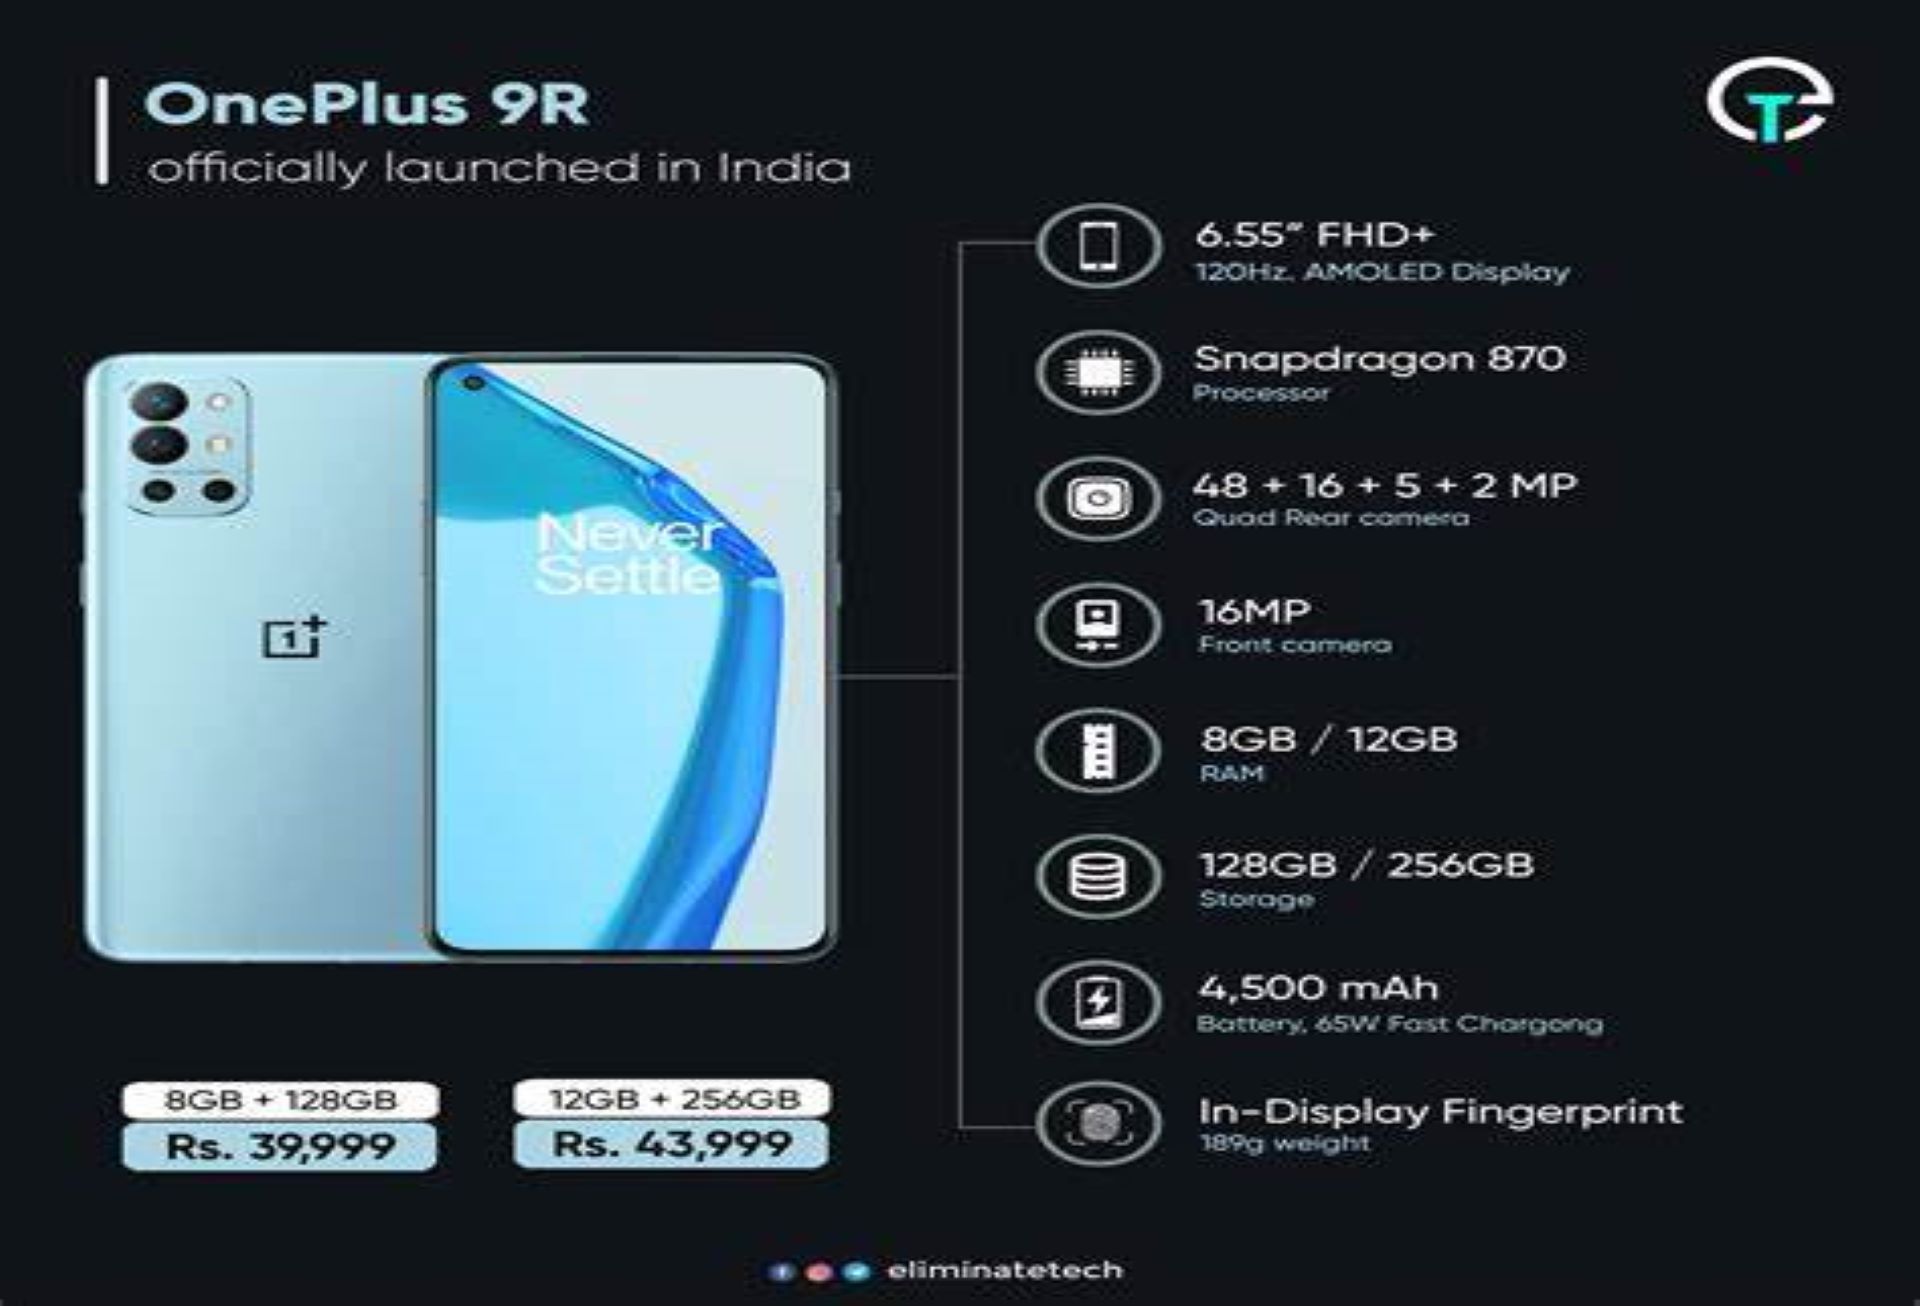 OnePlus 9R
officially launched in India
Te
6.55" FHD+
120Hz. AMOLED Display
Snapdragon 870
Processor
48 + 16 + 5 + 2 MP
Quad Rear camera
16MP
Front camera
8GB / 12GB
RAM
128GB / 256GB
Storage
4,500 mAh
Battery, 65W Fast Chargong
In-Display Fingerprint
189g weight
Never
Settle
1+
8GB + 128GB
Rs. 39,999
12GB + 256GB
Rs. 43,999
eliminatetech